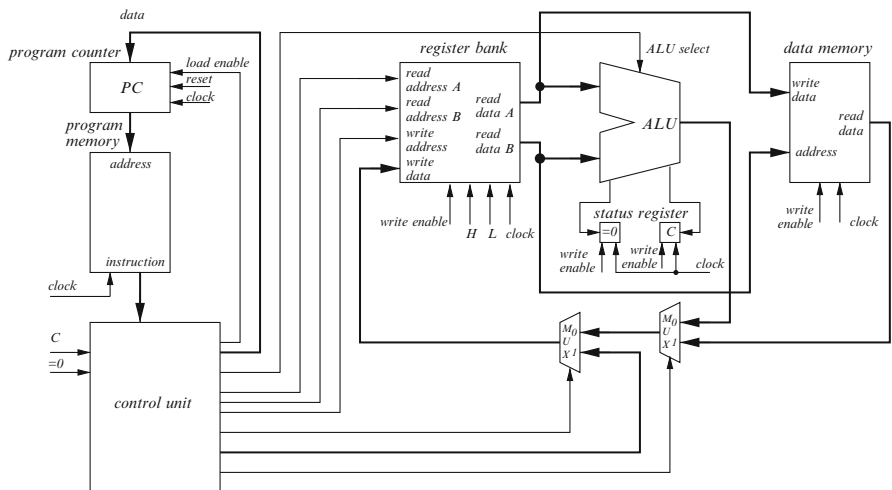 data
program counter
load enable
PC
reset
clock
program
memory
address
instruction
clock
C
=0
control unit
register bank
read
address A
read
address B
write
address
write
data
read
data A
read
data B
write enable
H
L
clock
ALU select
ALU
status register
=0
C
write
enable
write
enable
clock
data memory
write
data
read
data
address
write
enable
clock
M 0
U
X 1
M 0
U
X 1